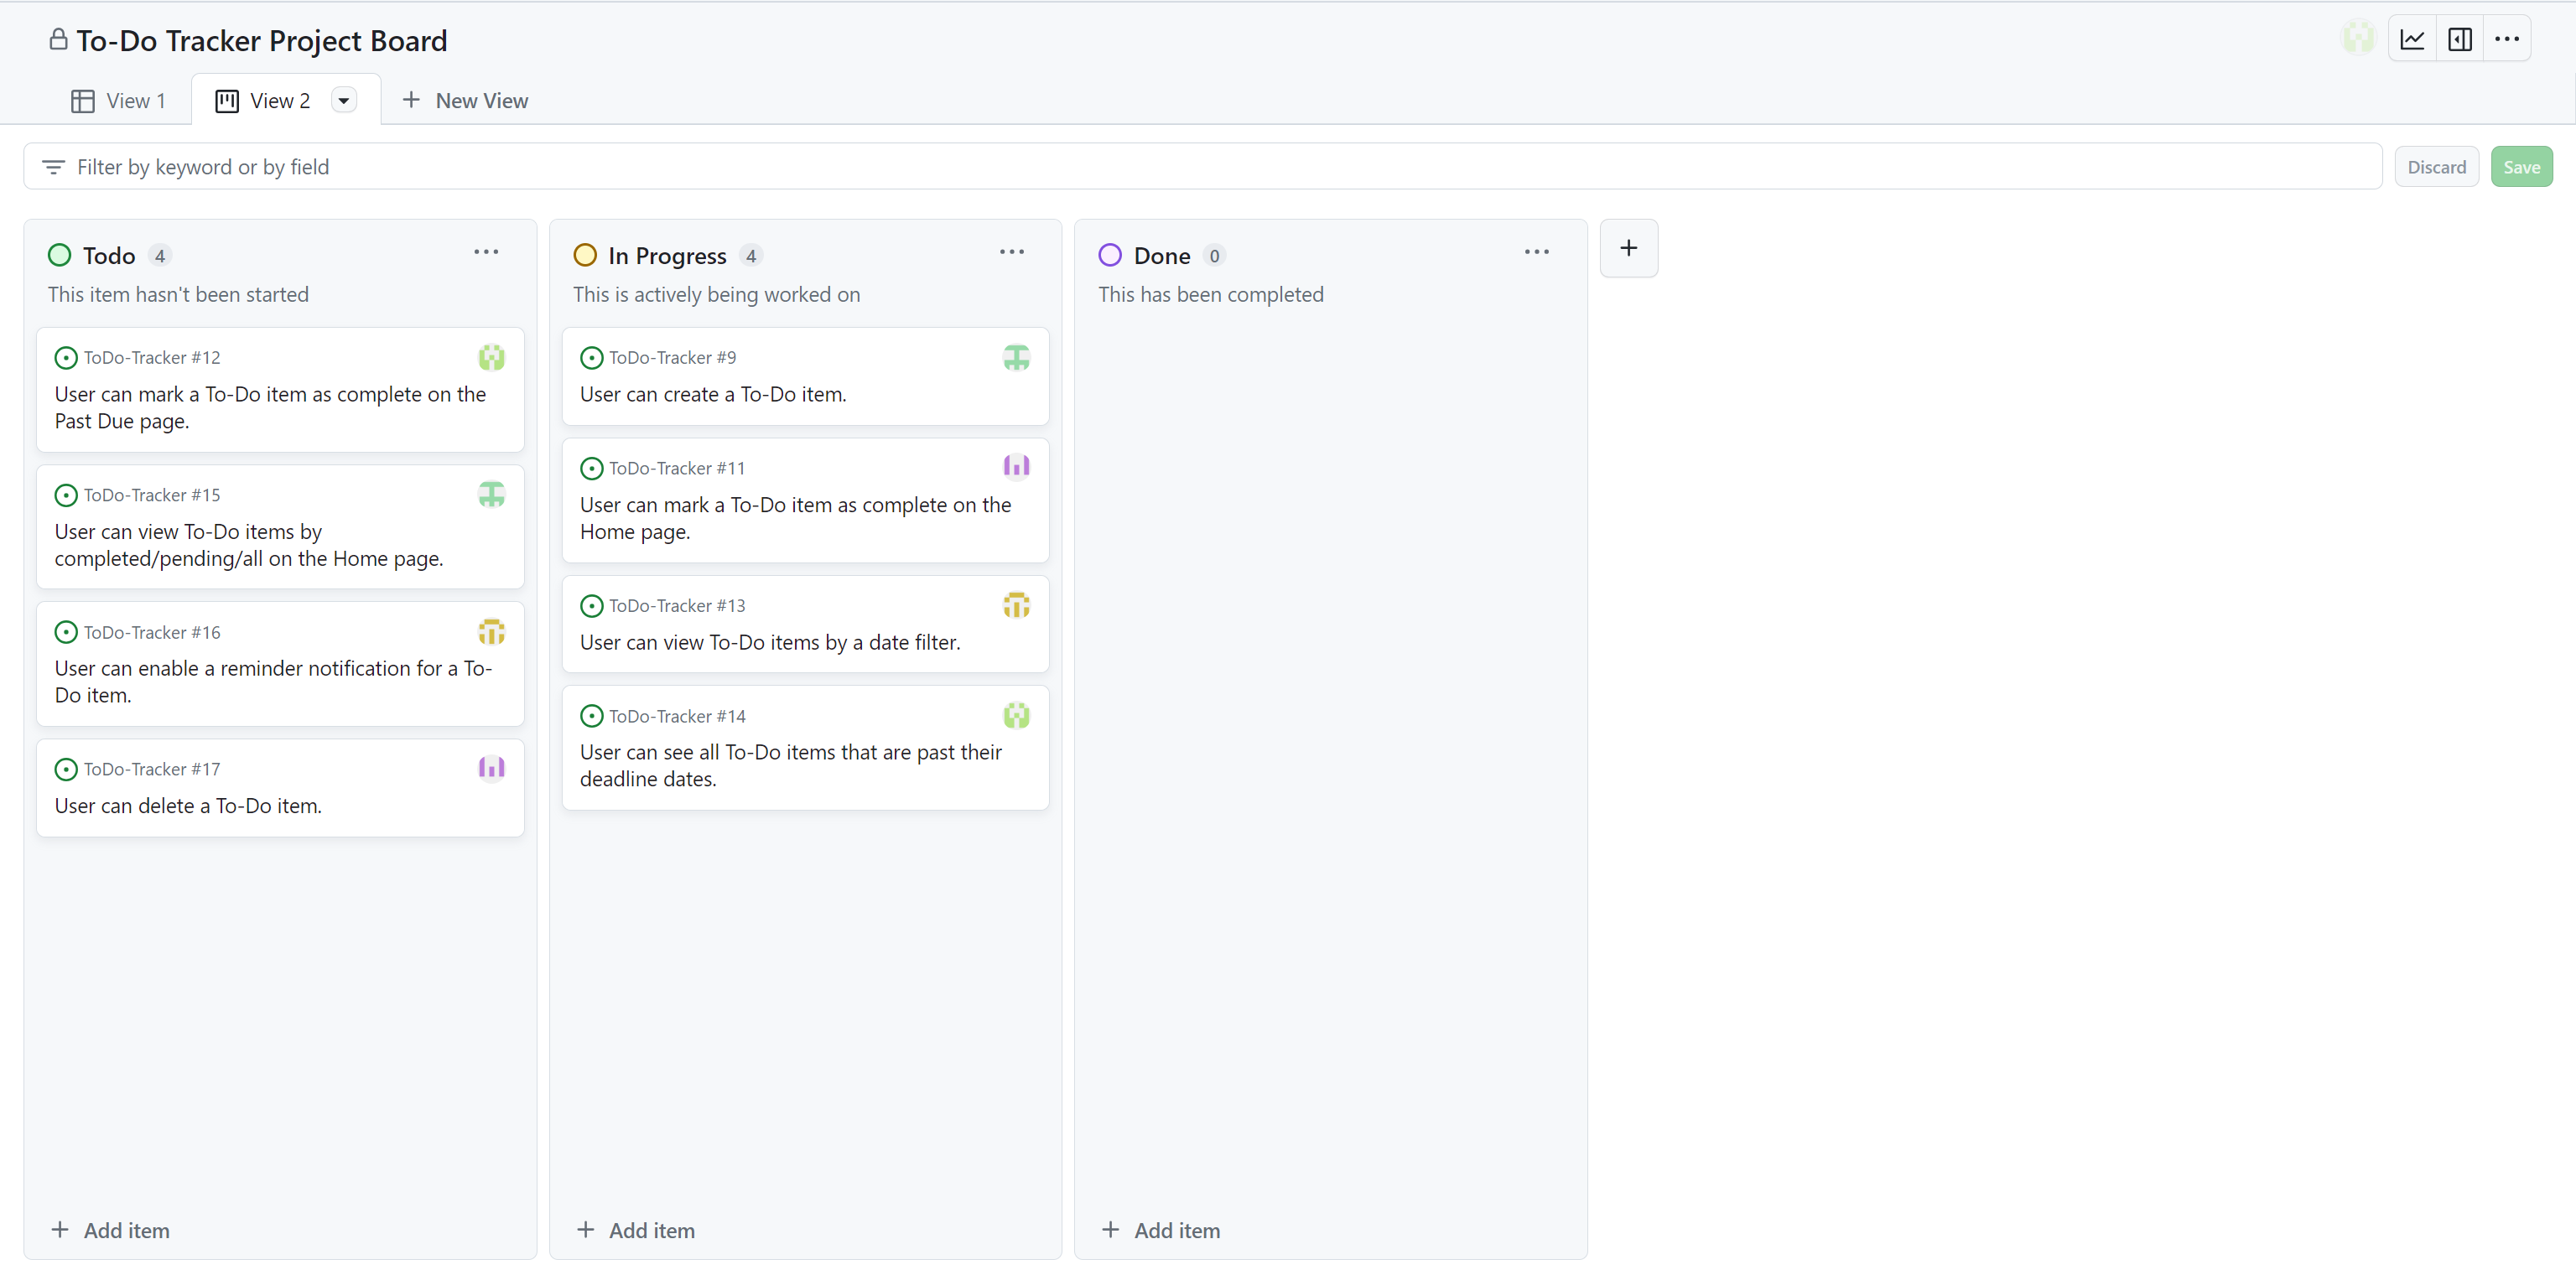 To-Do Tracker Project Board
View 1
View 2
New View
Filter by keyword or by field
Discard
Save
Todo 4
This item hasn't been started
ToDo-Tracker #12
User can mark a To-Do item as complete on the
Past Due page.
ToDo-Tracker #15
User can view To-Do items by
completed/pending/all on the Home page.
ToDo-Tracker #16
User can enable a reminder notification for a To-
Do item.
ToDo-Tracker #17
User can delete a To-Do item.
Add item
In Progress 4
This is actively being worked on
ToDo-Tracker #9
User can create a To-Do item.
ToDo-Tracker #11
User can mark a To-Do item as complete on the
Home page.
ToDo-Tracker #13
User can view To-Do items by a date filter.
ToDo-Tracker #14
User can see all To-Do items that are past their
deadline dates.
Add item
Done 0
This has been completed
Add item